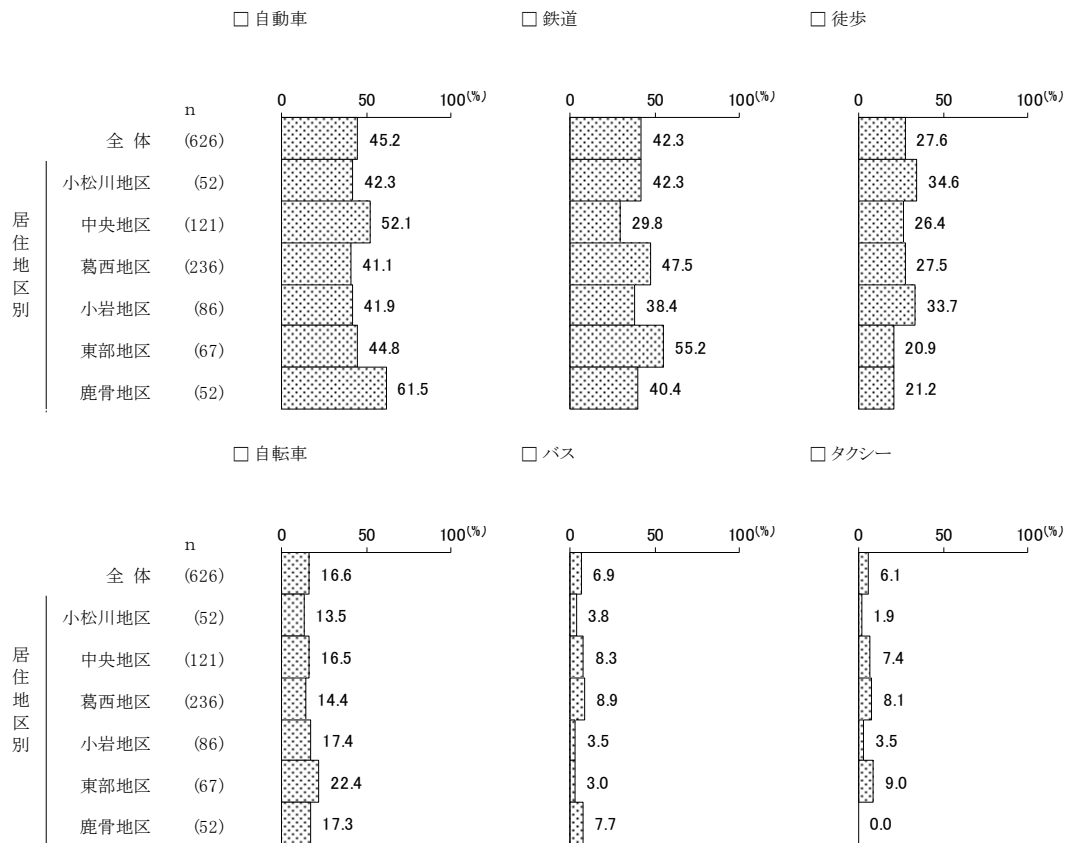 □ 自動車 □ 鉄道 □ 徒歩
n 0 50 100(%) 0 50 100(%) 0 50 100(%)
全 体 (626) 45.2 42.3 27.6
居住地区別
小松川地区 (52) 42.3 42.3 34.6
中央地区 (121) 52.1 29.8 26.4
葛西地区 (236) 41.1 47.5 27.5
小岩地区 (86) 41.9 38.4 33.7
東部地区 (67) 44.8 55.2 20.9
鹿骨地区 (52) 61.5 40.4 21.2
□ 自転車 □ バス □ タクシー
n 0 50 100(%) 0 50 100(%) 0 50 100(%)
全 体 (626) 16.6 6.9 6.1
居住地区別
小松川地区 (52) 13.5 3.8 1.9
中央地区 (121) 16.5 8.3 7.4
葛西地区 (236) 14.4 8.9 8.1
小岩地区 (86) 17.4 3.5 3.5
東部地区 (67) 22.4 3.0 9.0
鹿骨地区 (52) 17.3 7.7 0.0